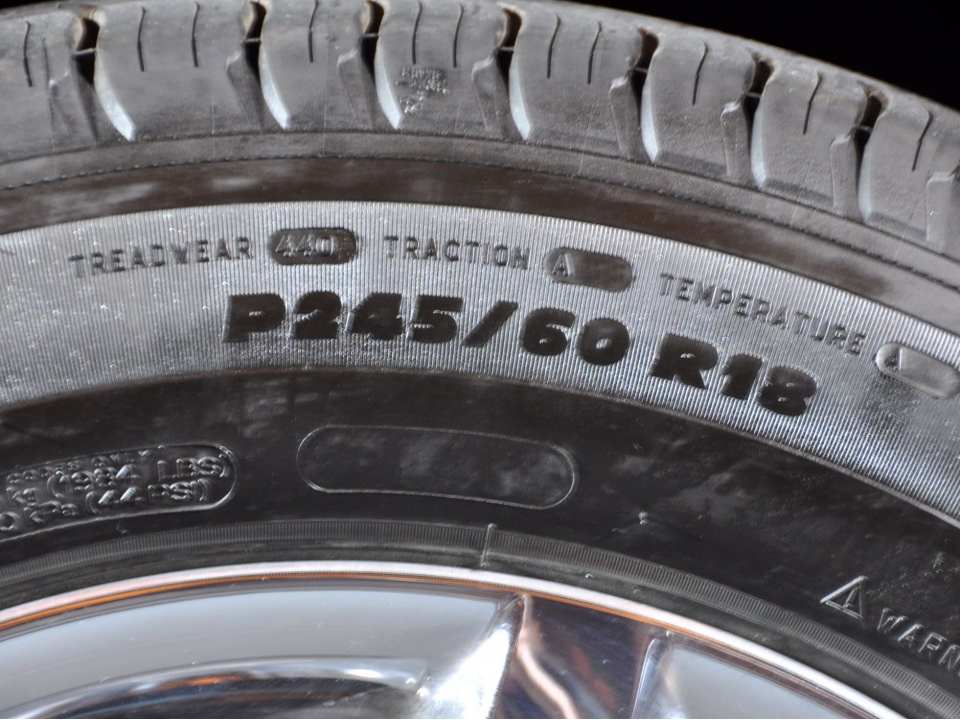 TREADWEAR 440 TRACTION A TEMPERATURE A
P245/60 R18
(1984 LBS)
(44PSI)
WARN